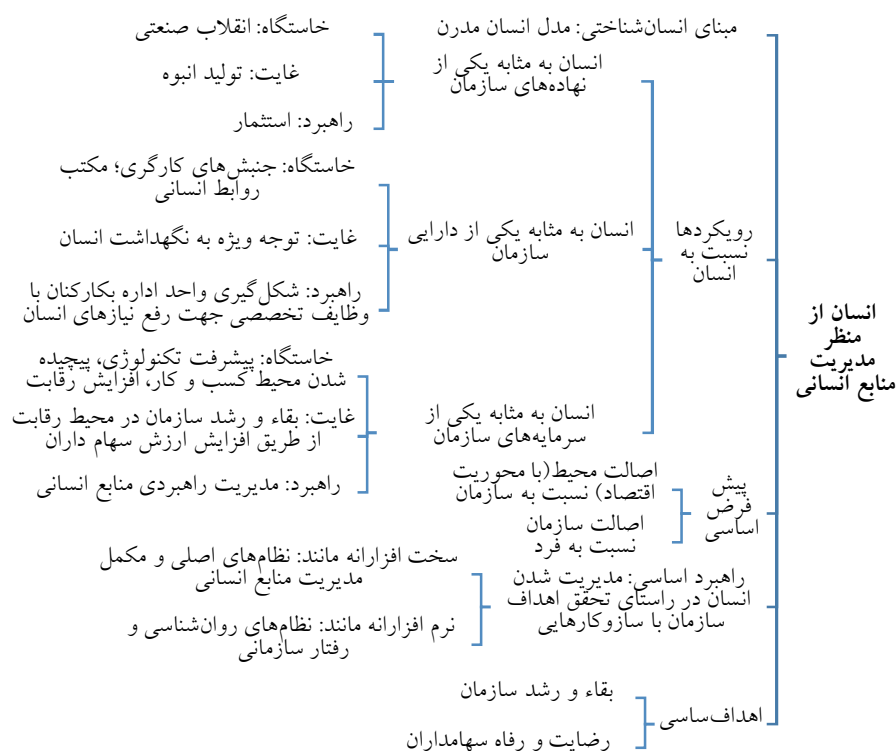 انسان از
منظر
مدیریت
منابع انسانی
مبنای انسان‌شناختی: مدل انسان مدرن
رویکردها
نسبت به
انسان
انسان به مثابه یکی از
نهاده‌های سازمان
خاستگاه: انقلاب صنعتی
غایت: تولید انبوه
راهبرد: استثمار
انسان به مثابه یکی از دارایی
سازمان
خاستگاه: جنبش‌های کارگری؛ مکتب
روابط انسانی
غایت: توجه ویژه به نگهداشت انسان
راهبرد: شکل‌گیری واحد اداره بکارکنان با
وظایف تخصصی جهت رفع نیازهای انسان
انسان به مثابه یکی از
سرمایه‌های سازمان
خاستگاه: پیشرفت تکنولوژی، پیچیده
شدن محیط کسب و کار، افزایش رقابت
غایت: بقاء و رشد سازمان در محیط رقابت
از طریق افزایش ارزش سهام داران
راهبرد: مدیریت راهبردی منابع انسانی
پیش
فرض
اساسی
اصالت محیط(با محوریت
اقتصاد) نسبت به سازمان
اصالت سازمان
نسبت به فرد
راهبرد اساسی: مدیریت شدن
انسان در راستای تحقق اهداف
سازمان با سازوکارهایی
سخت افزارانه مانند: نظام‌های اصلی و مکمل
مدیریت منابع انسانی
نرم افزارانه مانند: نظام‌های روان‌شناسی و
رفتار سازمانی
اهداف‌ساسی
بقاء و رشد سازمان
رضایت و رفاه سهامداران